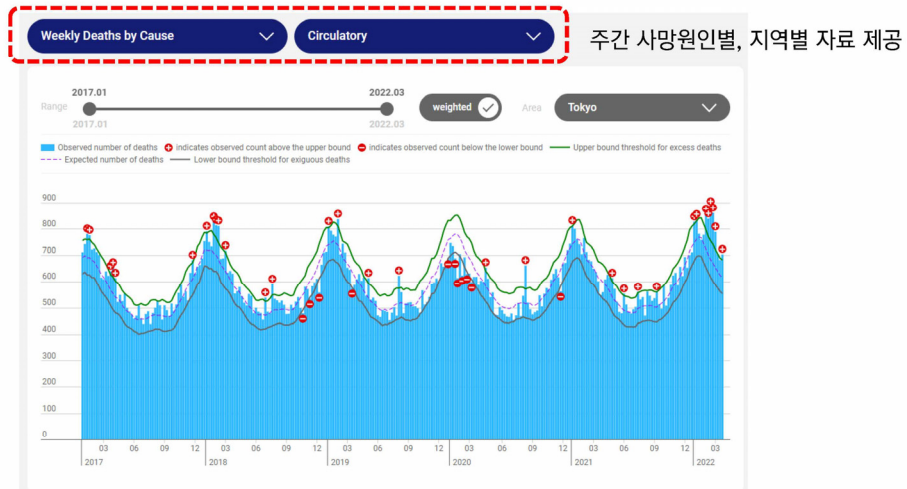 Weekly Deaths by Cause
Circulatory
주간 사망원인별, 지역별 자료 제공
2017.01
2022.03
Range
weighted
Area
Tokyo
2017.01
2022.03
Observed number of deaths indicates observed count above the upper bound indicates observed count below the lower bound Upper bound threshold for excess deaths
Expected number of deaths Lower bound threshold for exiguous deaths
900
800
700
600
500
400
300
200
100
0
03 06 09 12 03 06 09 12 03 06 09 12 03 06 09 12 03 06 09 12 03
2017 2018 2019 2020 2021 2022